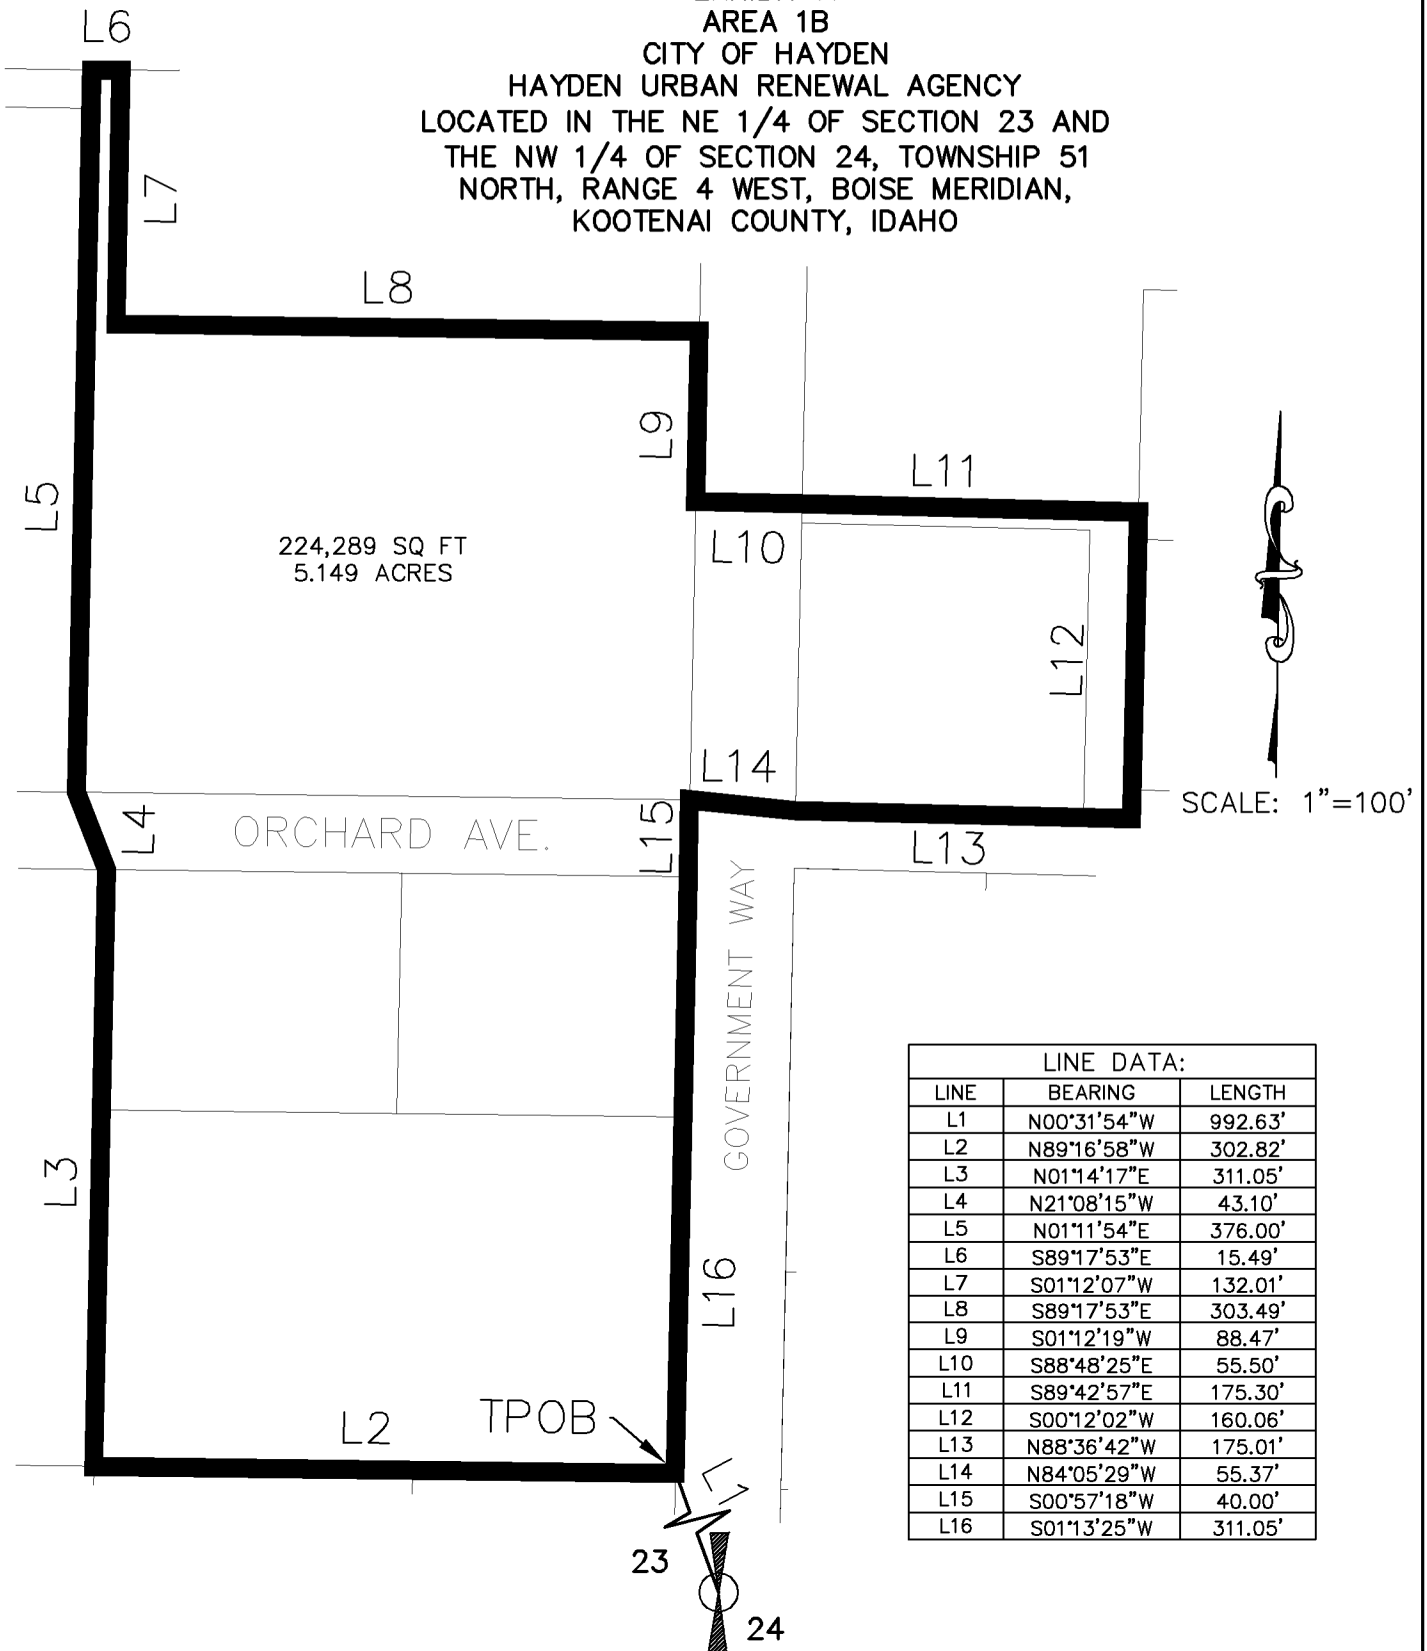 AREA 1B
CITY OF HAYDEN
HAYDEN URBAN RENEWAL AGENCY
LOCATED IN THE NE 1/4 OF SECTION 23 AND
THE NW 1/4 OF SECTION 24, TOWNSHIP 51
NORTH, RANGE 4 WEST, BOISE MERIDIAN,
KOOTENAI COUNTY, IDAHO
L6
L7
L8
L9
L11
L5
224,289 SQ FT
5.149 ACRES
L10
L12
L14
SCALE: 1"=100'
L4
ORCHARD AVE.
L15
L13
GOVERNMENT WAY
L3
L16
L2
TPOB
L1
23
24
LINE DATA:
LINE BEARING LENGTH
L1 N00°31'54"W 992.63'
L2 N89°16'58"W 302.82'
L3 N01°14'17"E 311.05'
L4 N21°08'15"W 43.10'
L5 N01°11'54"E 376.00'
L6 S89°17'53"E 15.49'
L7 S01°12'07"W 132.01'
L8 S89°17'53"E 303.49'
L9 S01°12'19"W 88.47'
L10 S88°48'25"E 55.50'
L11 S89°42'57"E 175.30'
L12 S00°12'02"W 160.06'
L13 N88°36'42"W 175.01'
L14 N84°05'29"W 55.37'
L15 S00°57'18"W 40.00'
L16 S01°13'25"W 311.05'